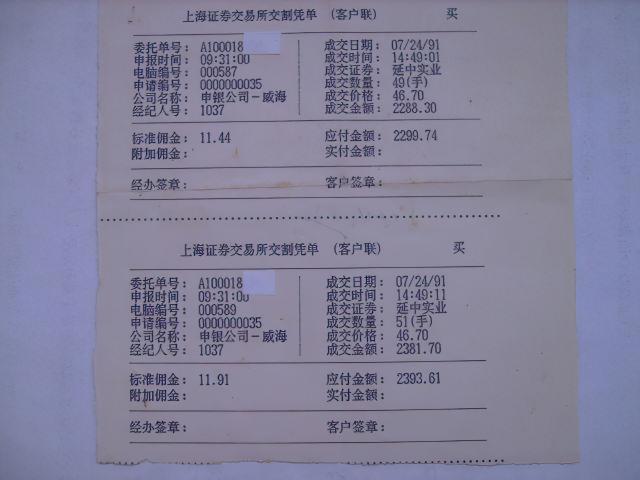 上海证券交易所交割凭单 (客户联) 买
委托单号: A100018 成交日期: 07/24/91
申报时间: 09:31:00 成交时间: 14:49:01
电脑编号: 000587 成交证券: 延中实业
申请编号: 0000000035 成交数量: 49(手)
公司名称: 申银公司-威海 成交价格: 46.70
经纪人号: 1037 成交金额: 2288.30
标准佣金: 11.44 应付金额: 2299.74
附加佣金: 实付金额:
经办签章: 客户签章:
上海证券交易所交割凭单 (客户联) 买
委托单号: A100018 成交日期: 07/24/91
申报时间: 09:31:00 成交时间: 14:49:11
电脑编号: 000589 成交证券: 延中实业
申请编号: 0000000035 成交数量: 51(手)
公司名称: 申银公司-威海 成交价格: 46.70
经纪人号: 1037 成交金额: 2381.70
标准佣金: 11.91 应付金额: 2393.61
附加佣金: 实付金额:
经办签章: 客户签章: